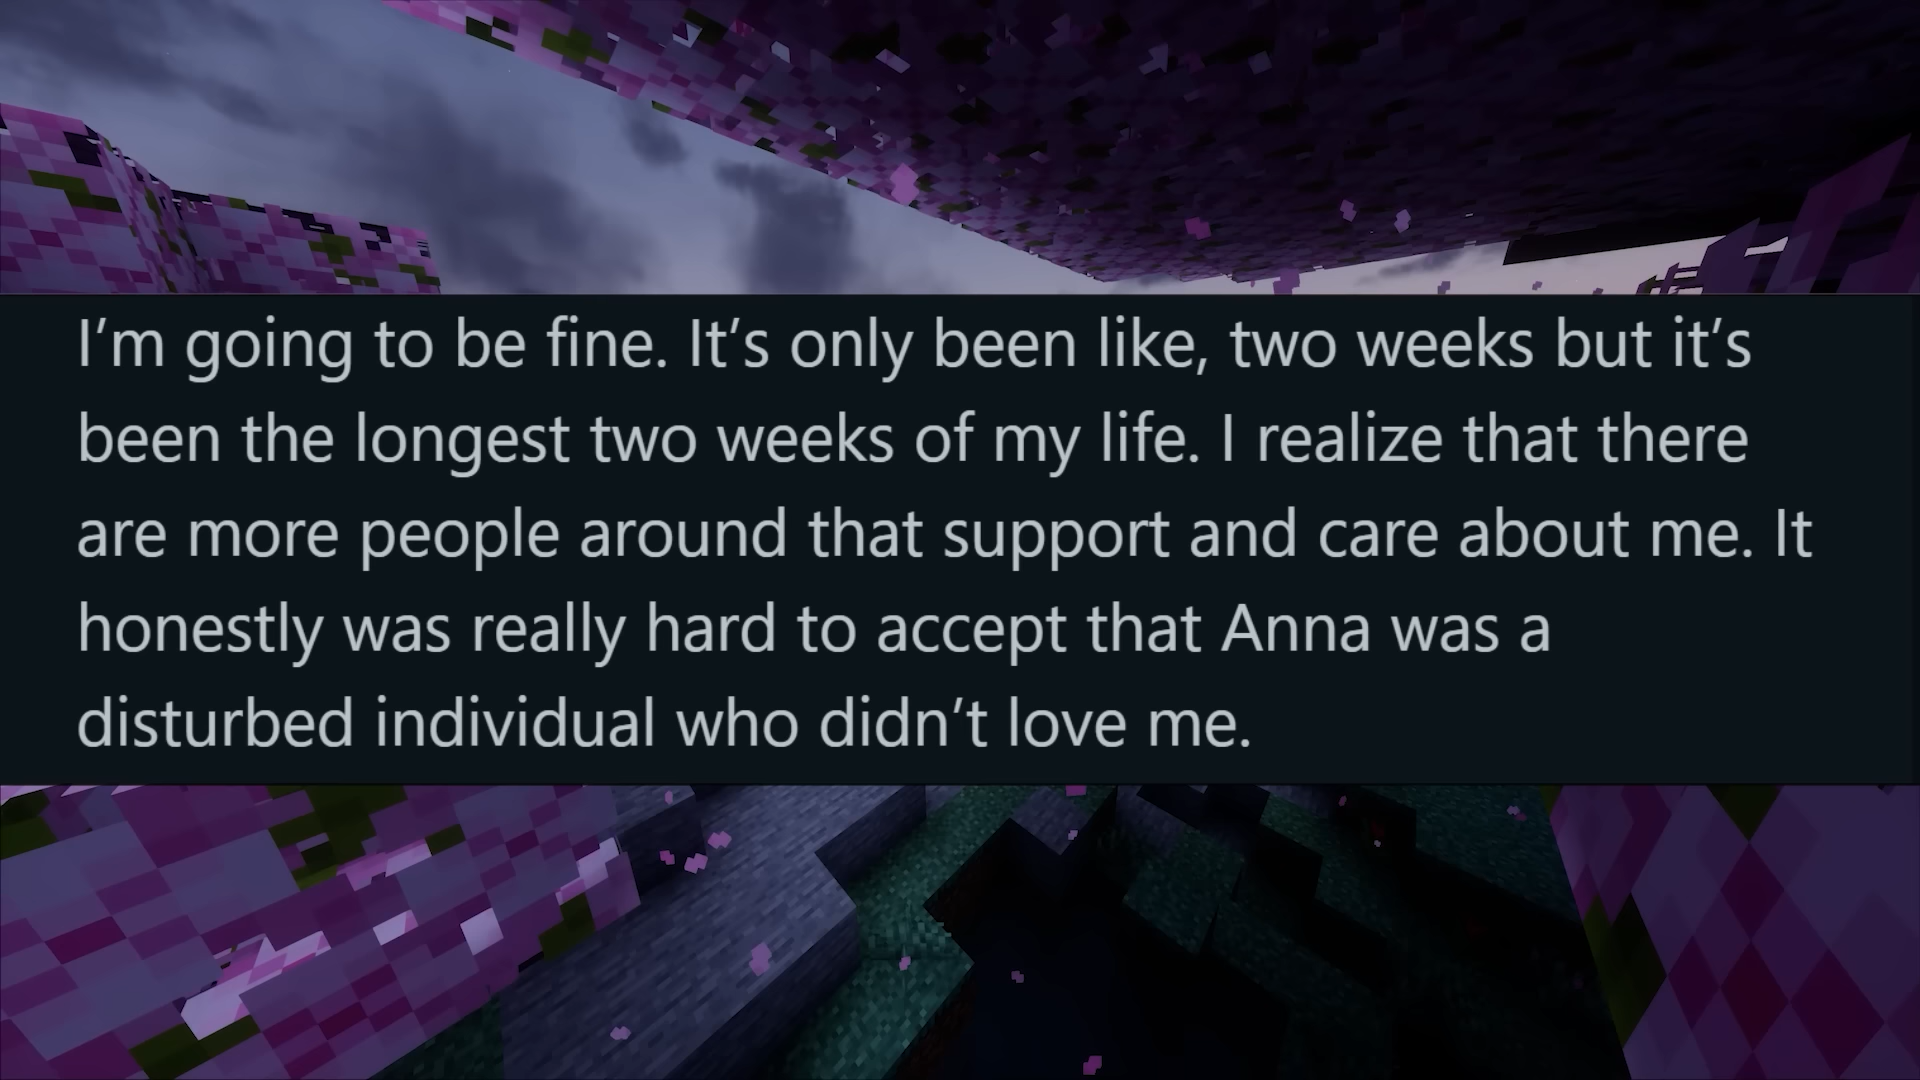 I’m going to be fine. It’s only been like, two weeks but it’s
been the longest two weeks of my life. I realize that there
are more people around that support and care about me. It
honestly was really hard to accept that Anna was a
disturbed individual who didn’t love me.